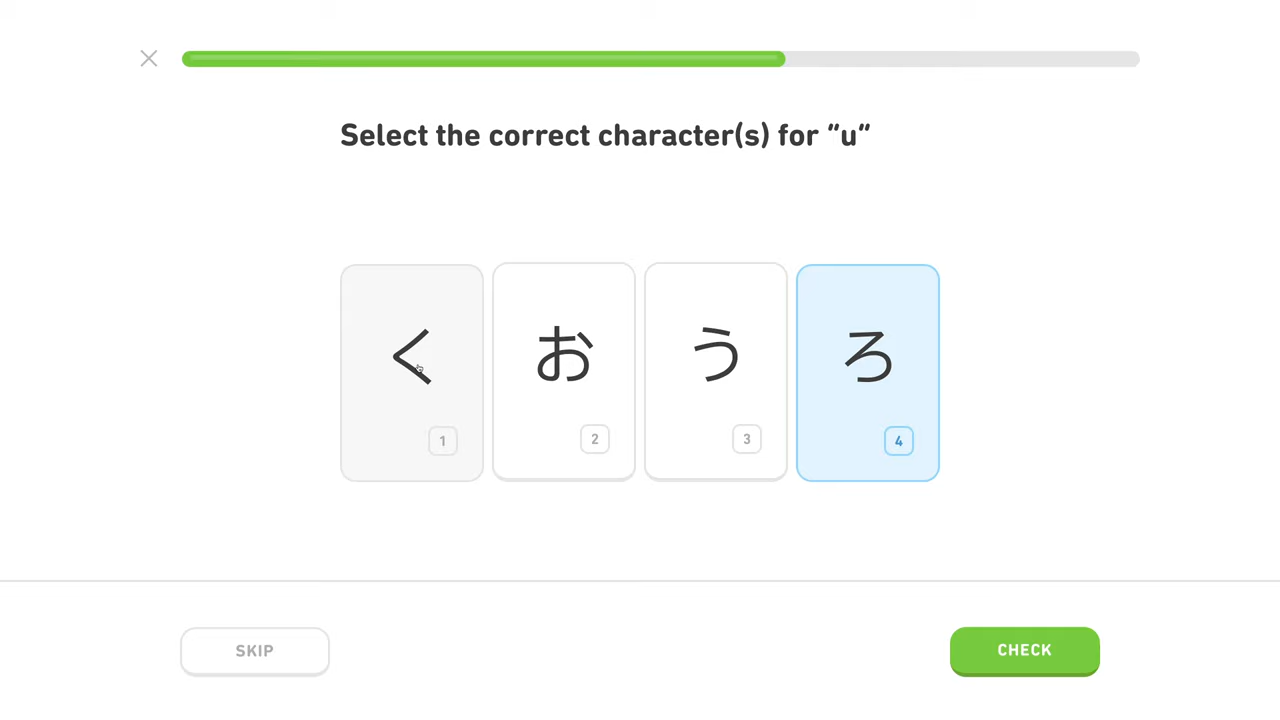 Select the correct character(s) for “u”
く お う ろ
1 2 3 4
SKIP CHECK